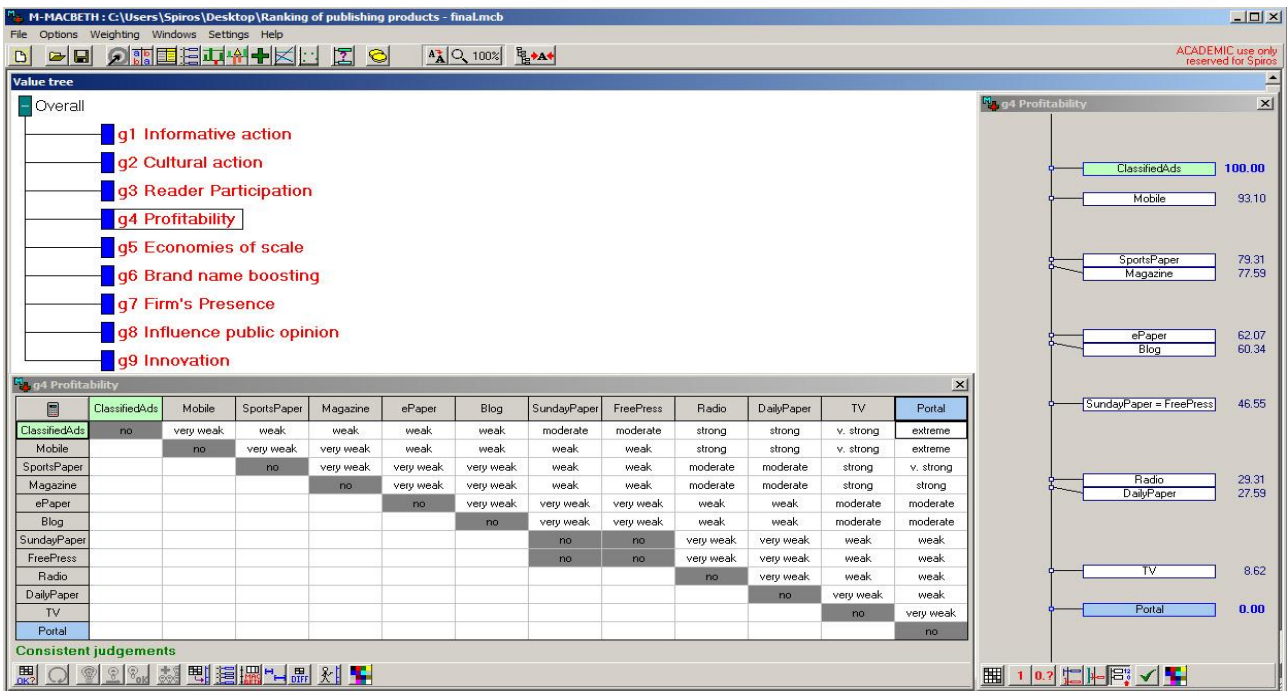 M-MACBETH : C:\Users\Spiros\Desktop\Ranking of publishing products - final.mcb
File Options Weighting Windows Settings Help
100%
ACADEMIC use only
reserved for Spiros
Value tree
Overall
g1 Informative action
g2 Cultural action
g3 Reader Participation
g4 Profitability
g5 Economies of scale
g6 Brand name boosting
g7 Firm's Presence
g8 Influence public opinion
g9 Innovation
g4 Profitability
ClassifiedAds Mobile SportsPaper Magazine ePaper Blog SundayPaper FreePress Radio DailyPaper TV Portal
ClassifiedAds no very weak weak weak weak weak moderate moderate strong strong v. strong extreme
Mobile no very weak very weak weak weak weak weak strong strong v. strong extreme
SportsPaper no very weak very weak very weak weak weak moderate moderate strong v. strong
Magazine no very weak very weak weak weak moderate moderate strong strong
ePaper no very weak very weak very weak weak weak moderate moderate
Blog no very weak very weak weak weak moderate moderate
SundayPaper no no very weak very weak weak weak
FreePress no no very weak very weak weak weak
Radio no very weak weak weak
DailyPaper no very weak weak
TV no very weak
Portal no
Consistent judgements
OK? OK OK? DIFF
g4 Profitability
ClassifiedAds 100.00
Mobile 93.10
SportsPaper 79.31
Magazine 77.59
ePaper 62.07
Blog 60.34
SundayPaper = FreePress 46.55
Radio 29.31
DailyPaper 27.59
TV 8.62
Portal 0.00
1 0.?